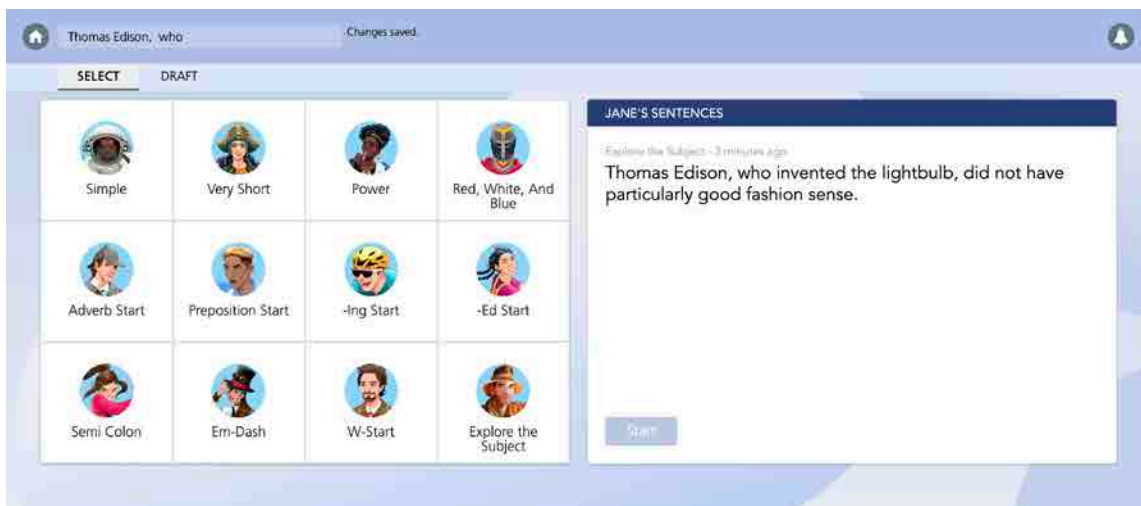 Thomas Edison, who
Changes saved.
SELECT
DRAFT
Simple
Very Short
Power
Red, White, And
Blue
Adverb Start
Preposition Start
-Ing Start
-Ed Start
Semi Colon
Em-Dash
W-Start
Explore the
Subject
JANE'S SENTENCES
Explore the Subject - 3 minutes ago
Thomas Edison, who invented the lightbulb, did not have
particularly good fashion sense.
Start